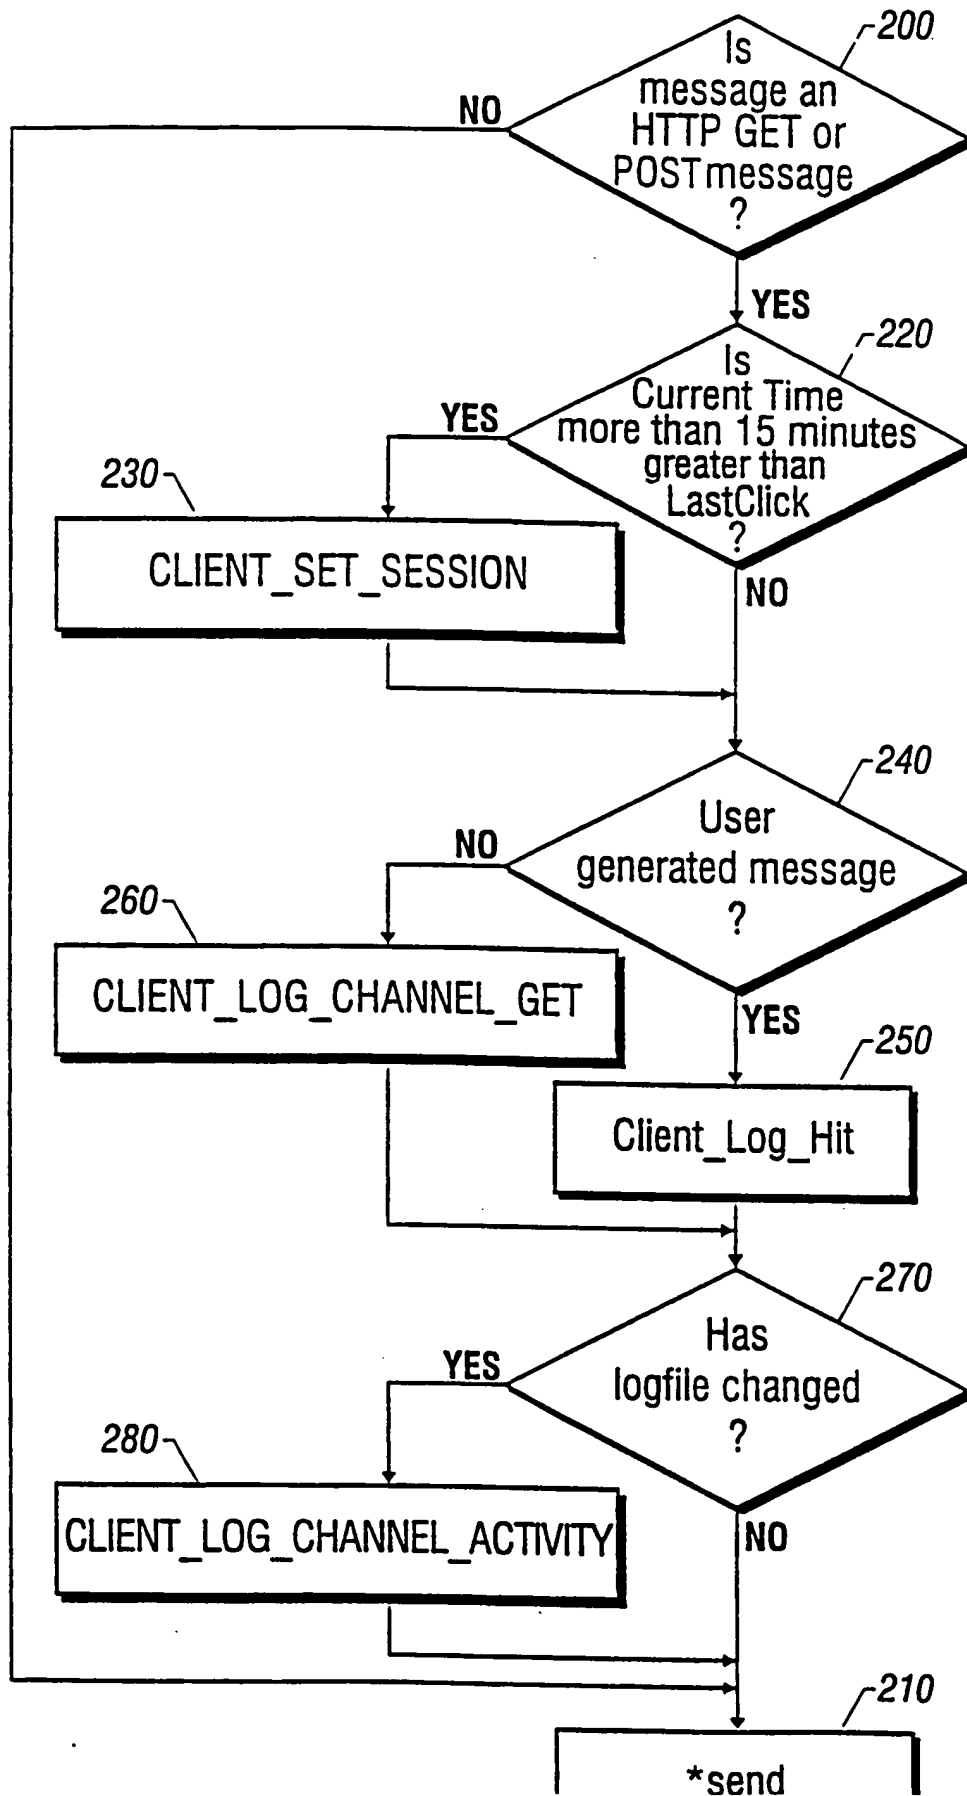 200
Is
message an
HTTP GET or
POST message
?
NO
YES
220
Is
Current Time
more than 15 minutes
greater than
LastClick
?
YES
NO
230
CLIENT_SET_SESSION
240
User
generated message
?
NO
YES
260
CLIENT_LOG_CHANNEL_GET
250
Client_Log_Hit
270
Has
logfile changed
?
YES
NO
280
CLIENT_LOG_CHANNEL_ACTIVITY
210
*send